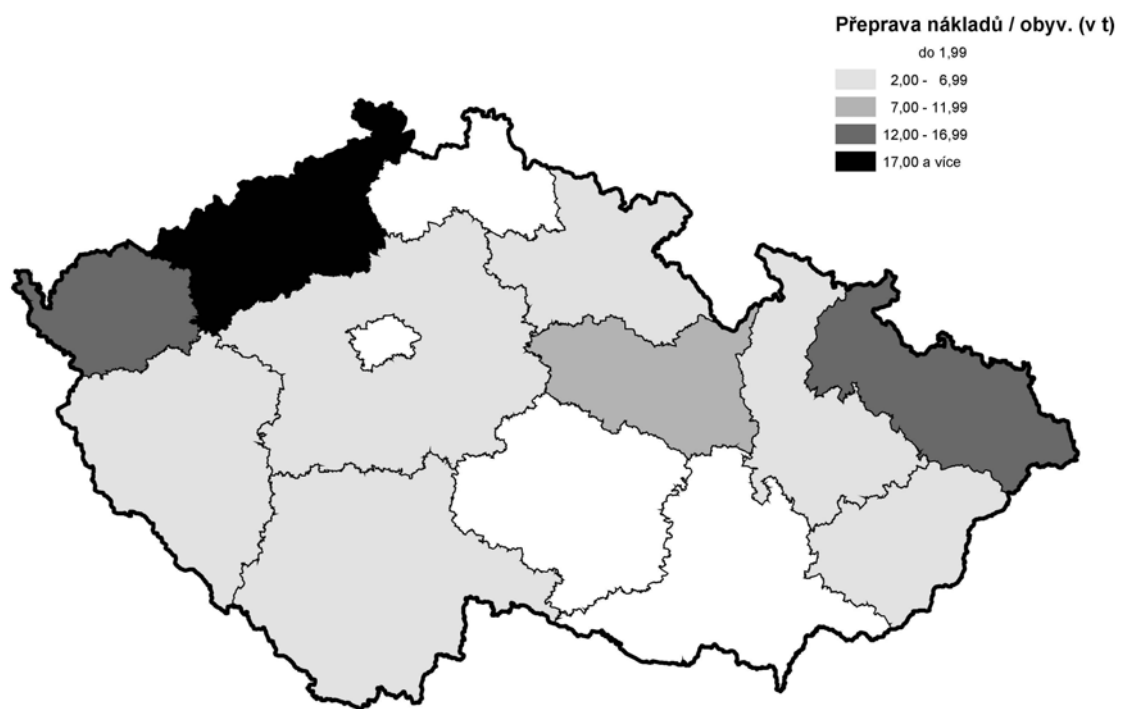 Přeprava nákladů / obyv. (v t)
do 1,99
2,00 - 6,99
7,00 - 11,99
12,00 - 16,99
17,00 a více